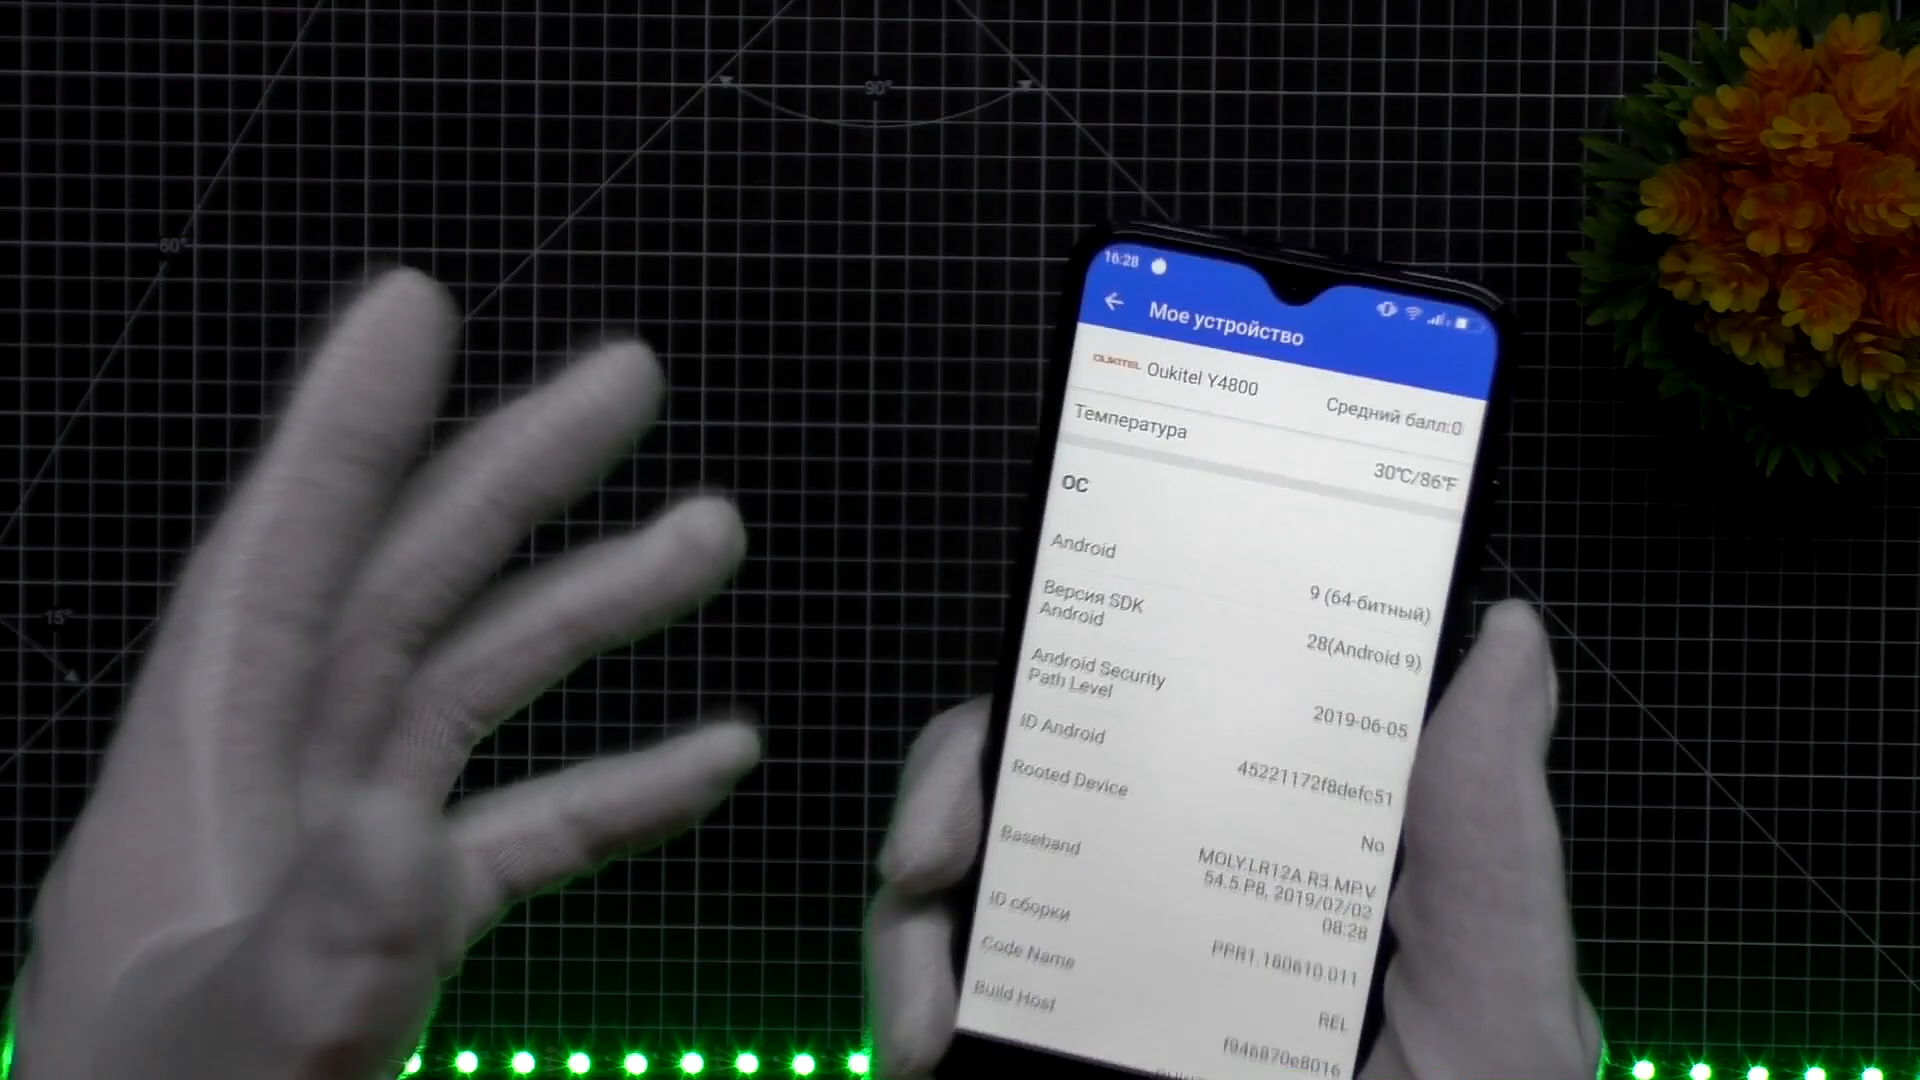 90°
60°
15°
16:28
Мое устройство
OUKITEL Oukitel Y4800
Средний балл:0
Температура
30℃/86℉
ОС
Android
9 (64-битный)
Версия SDK
Android
28(Android 9)
Android Security
Path Level
2019-06-05
ID Android
45221172f8defc51
Rooted Device
No
Baseband
MOLY.LR12A.R3.MP.V
54.5.P8, 2019/07/02
08:28
ID сборки
PPR1.180610.011
Code Name
REL
Build Host
f946870e8016